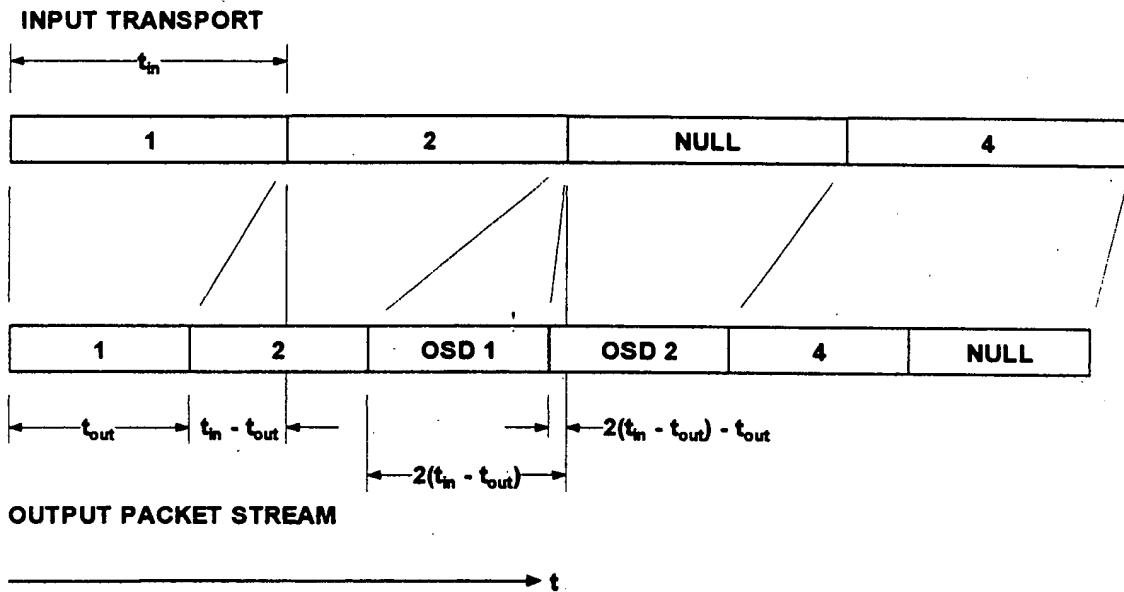 INPUT TRANSPORT
t_in
1 2 NULL 4
1 2 OSD 1 OSD 2 4 NULL
t_out t_in - t_out 2(t_in - t_out) - t_out
2(t_in - t_out)
OUTPUT PACKET STREAM
t